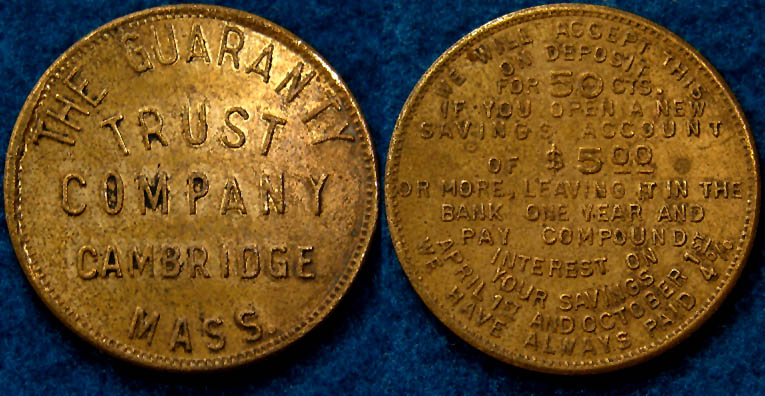 THE GUARANTY
TRUST
COMPANY
CAMBRIDGE
MASS.
WE WILL ACCEPT THIS
ON DEPOSIT
FOR 50 CTS.
IF YOU OPEN A NEW
SAVINGS ACCOUNT
OF $5.00
OR MORE, LEAVING IT IN THE
BANK ONE YEAR AND
PAY COMPOUND
INTEREST ON
YOUR SAVINGS
APRIL 1ST AND OCTOBER 1ST
WE HAVE ALWAYS PAID 4%